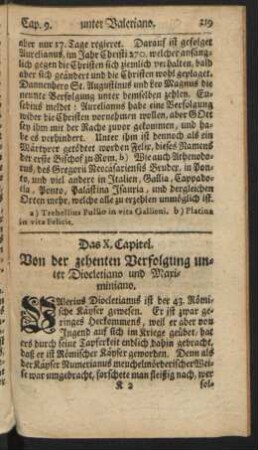 Cap. 9. unter Valeriano. 219
aber nur 17. Tage regieret. Darauf ist gefolget
Aurelianus, im Jahr Christi 270. welcher anfäng-
lich gegen die Christen sich ziemlich verhalten, bald
aber sich geändert und die Christen wohl geplaget.
Dannenhero St. Augustinus und Leo Magnus die
neunte Verfolgung unter demselben zehlen. Eu-
sebius meldet: Aurelianus habe eine Verfolgung
wider die Christen vornehmen wollen, aber GOtt
sey ihm mit der Rache zuvor gekommen, und ha-
be es verhindert. Unter ihm ist dennoch als ein
Märtyrer getödtet worden Felix, dieses Namens
der erste Bischof zu Rom. b) Wie auch Athenodo-
rus, des Gregorii Neocäsariensis Bruder, in Pon-
to, und viel andere in Italien, Gallia, Cappado-
cia, Ponto, Palästina Isauria, und dergleichen
Orten mehr, welche alle zu erzehlen unmöglich ist.
a) Trebellius Pollio in vita Gallieni. b) Platina
in vita Felicis.
Das X. Capitel.
Von der zehenten Verfolgung un-
ter Diocletiano und Maxi-
miniano.
VAlerius Diocletianus ist der 43. Römi-
sche Käyser gewesen. Er ist zwar ge-
ringes Herkommens, weil er aber von
Jugend auf sich im Kriege geübet, hat
ers durch seine Tapferkeit endlich dahin gebracht,
daß er ist Römischer Käyser geworden. Denn als
der Käyser Numerianus meuchelmörderischer Wei-
se war umgebracht, forschete man fleißig nach, wer
K 2 sol-